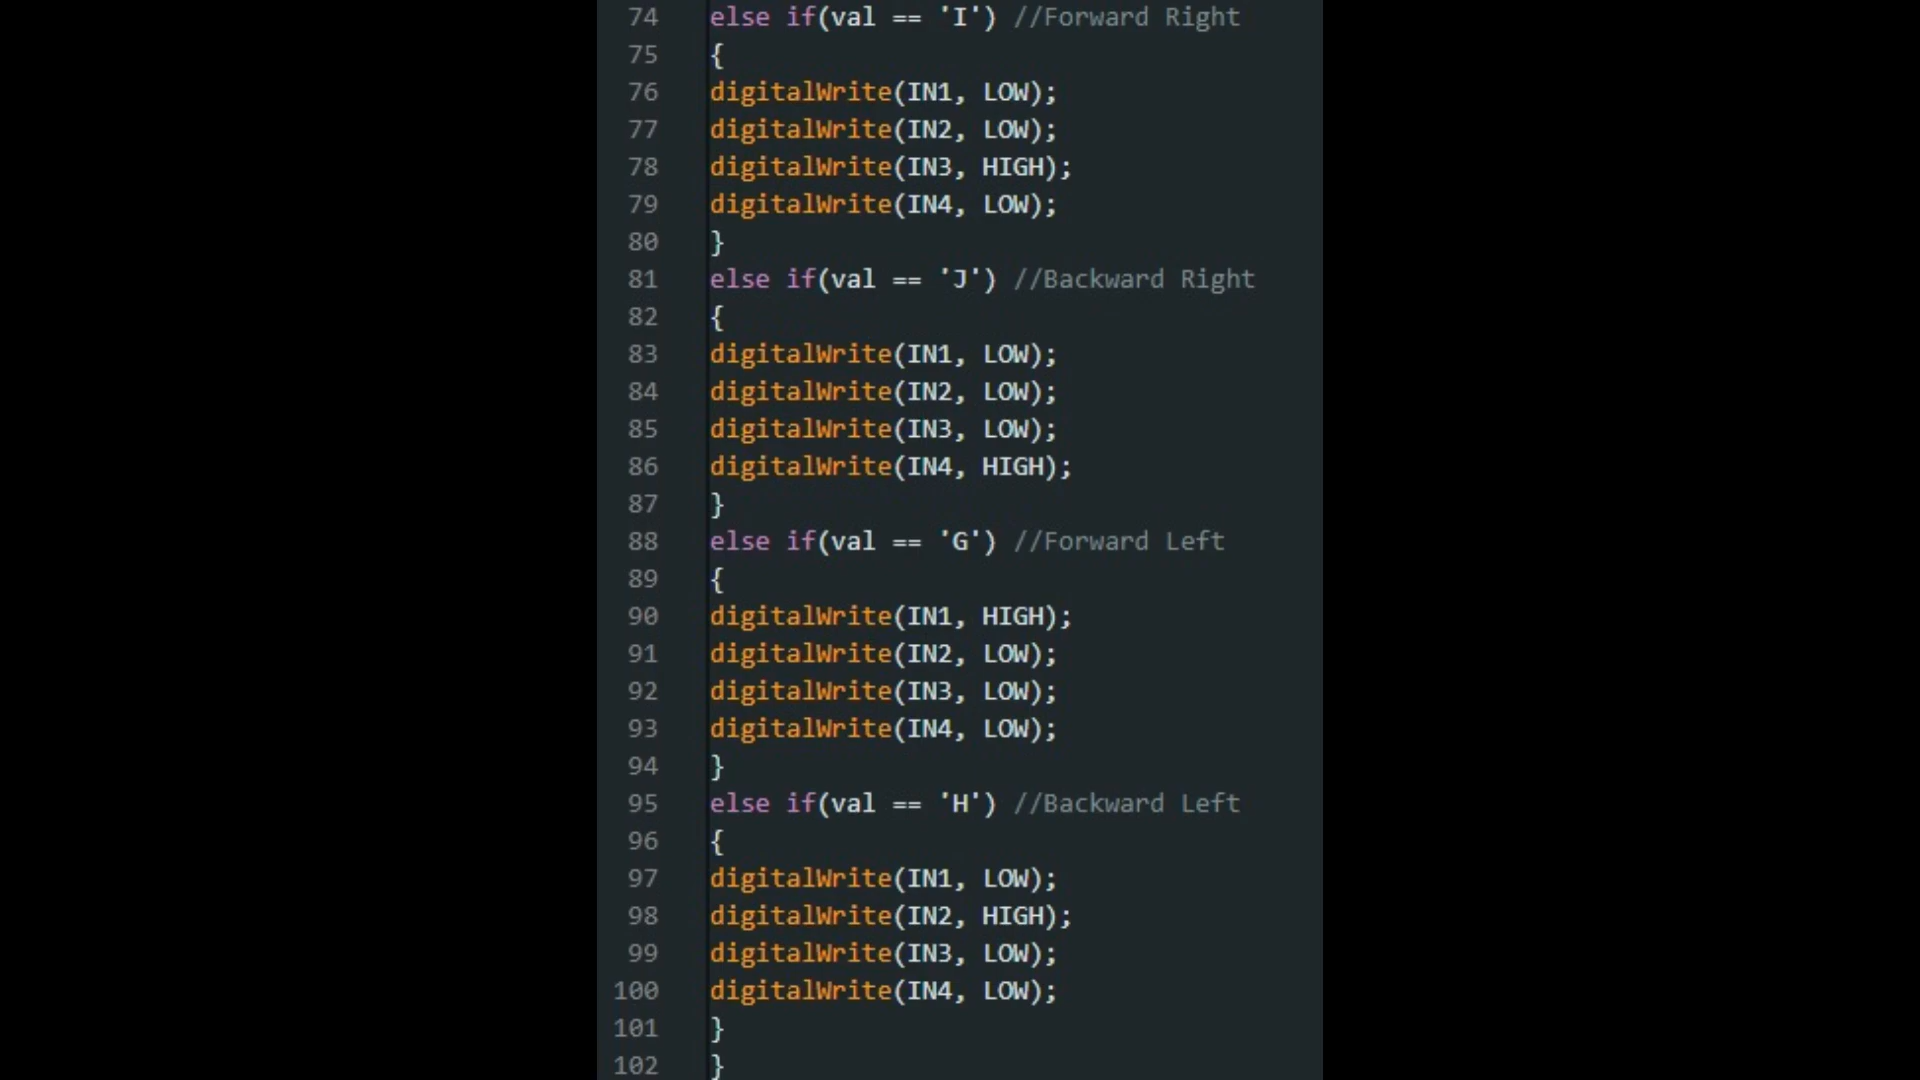 74 else if(val == 'I') //Forward Right
75 {
76 digitalWrite(IN1, LOW);
77 digitalWrite(IN2, LOW);
78 digitalWrite(IN3, HIGH);
79 digitalWrite(IN4, LOW);
80 }
81 else if(val == 'J') //Backward Right
82 {
83 digitalWrite(IN1, LOW);
84 digitalWrite(IN2, LOW);
85 digitalWrite(IN3, LOW);
86 digitalWrite(IN4, HIGH);
87 }
88 else if(val == 'G') //Forward Left
89 {
90 digitalWrite(IN1, HIGH);
91 digitalWrite(IN2, LOW);
92 digitalWrite(IN3, LOW);
93 digitalWrite(IN4, LOW);
94 }
95 else if(val == 'H') //Backward Left
96 {
97 digitalWrite(IN1, LOW);
98 digitalWrite(IN2, HIGH);
99 digitalWrite(IN3, LOW);
100 digitalWrite(IN4, LOW);
101 }
102 }